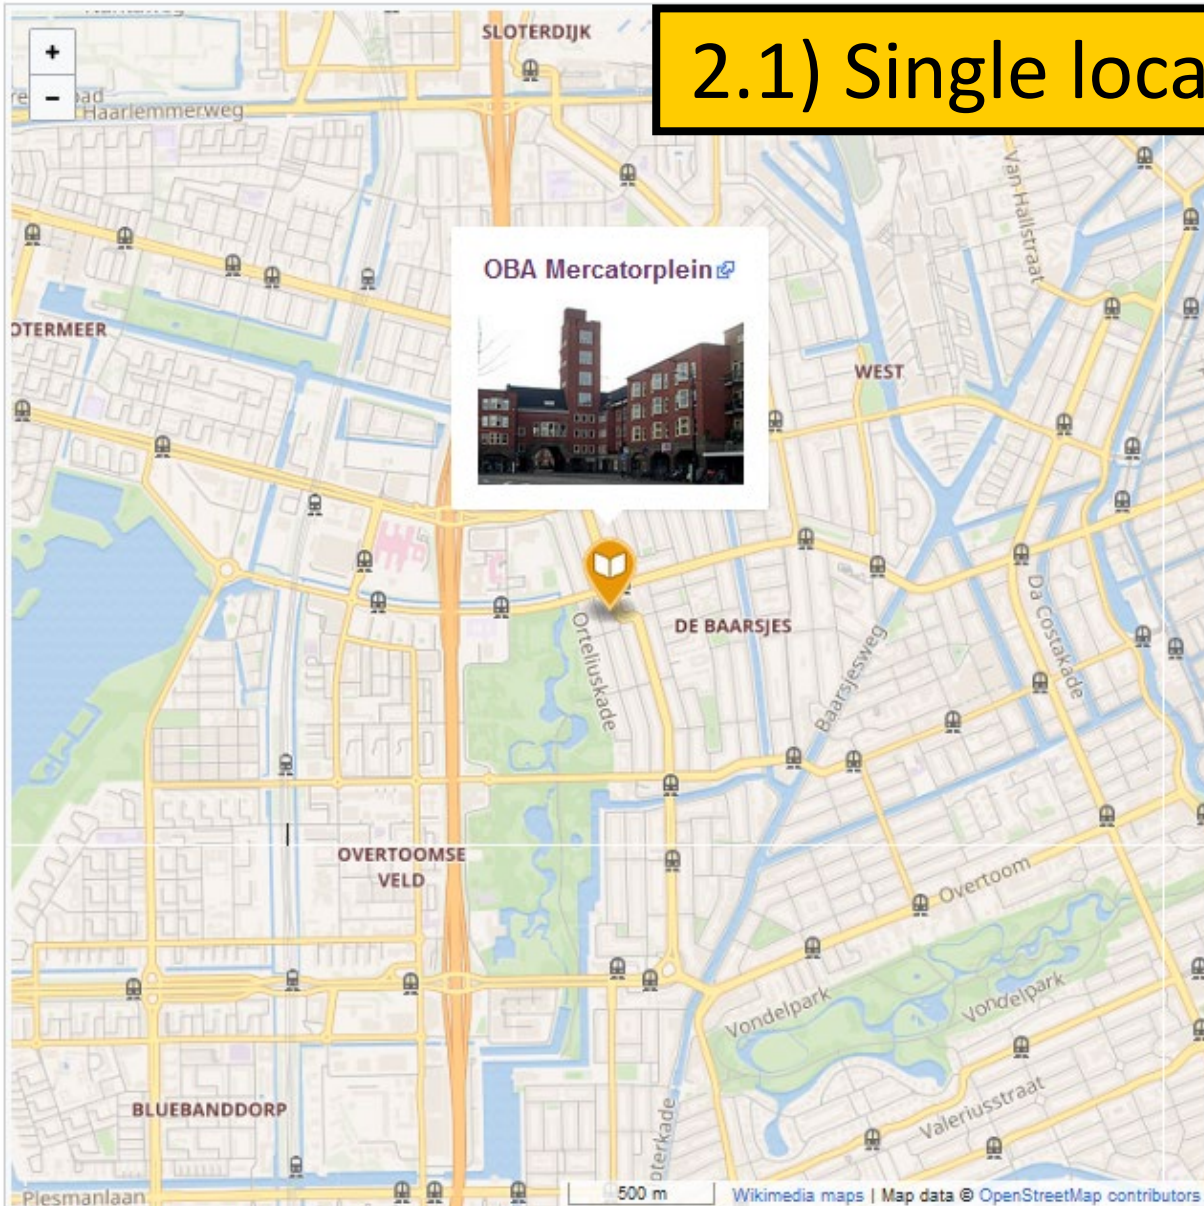 SLOTERDIJK
2.1) Single loca
+
−
Haarlemmerweg
Van Hallstraat
OBA Mercatorplein
OTERMEER
WEST
DE BAARSJES
Orteliuskade
Baarsjesweg
Da Costakade
OVERTOOMSE
VELD
Overtoom
Vondelpark
Vondelpark
BLUEBANDDORP
Valeriusstraat
oterkade
Plesmanlaan
500 m
Wikimedia maps | Map data © OpenStreetMap contributors